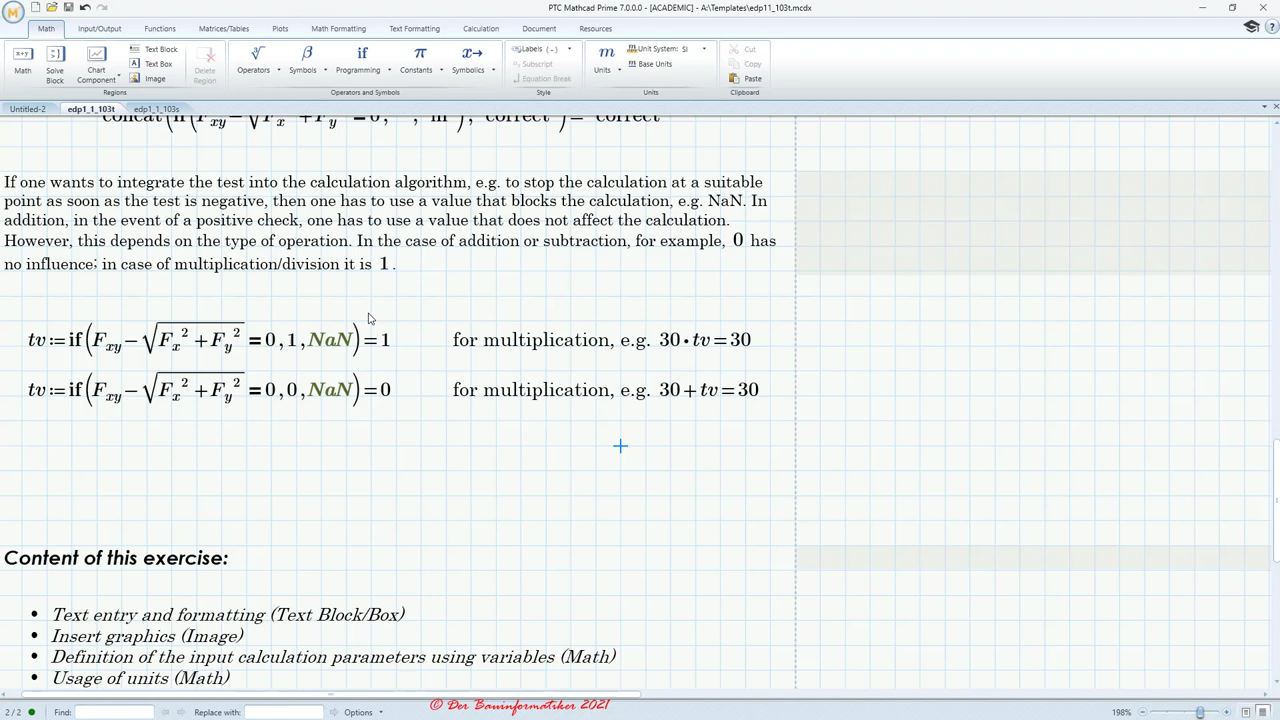 PTC Mathcad Prime 7.0.0.0 - [ACADEMIC] - A:\Templates\edp11_103t.mcdx
Math Input/Output Functions Matrices/Tables Plots Math Formatting Text Formatting Calculation Document Resources
Math
Solve Block
Chart Component
Text Block
Text Box
Image
Delete Region
Operators
Symbols
Programming
Constants
Symbolics
Labels ( - )
Subscript
Equation Break
Units
Unit System: SI
Base Units
Cut
Copy
Paste
Regions Operators and Symbols Style Units Clipboard
Untitled-2 edp1_1_103t edp1_1_103s
If one wants to integrate the test into the calculation algorithm, e.g. to stop the calculation at a suitable
point as soon as the test is negative, then one has to use a value that blocks the calculation, e.g. NaN. In
addition, in the event of a positive check, one has to use a value that does not affect the calculation.
However, this depends on the type of operation. In the case of addition or subtraction, for example, 0 has
no influence; in case of multiplication/division it is 1 .
tv:=if(Fxy−√Fx²+Fy² =0,1,NaN)=1 for multiplication, e.g. 30·tv=30
tv:=if(Fxy−√Fx²+Fy² =0,0,NaN)=0 for multiplication, e.g. 30+tv=30
Content of this exercise:
• Text entry and formatting (Text Block/Box)
• Insert graphics (Image)
• Definition of the input calculation parameters using variables (Math)
• Usage of units (Math)
© Der Bauinformatiker 2021
2 / 2 Find: Replace with: Options 198%